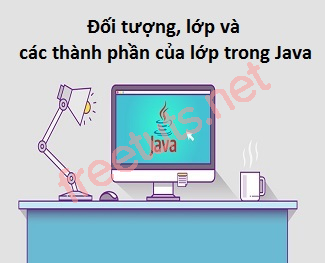 Đối tượng, lớp và
các thành phần của lớp trong Java
Java
freetuts.net